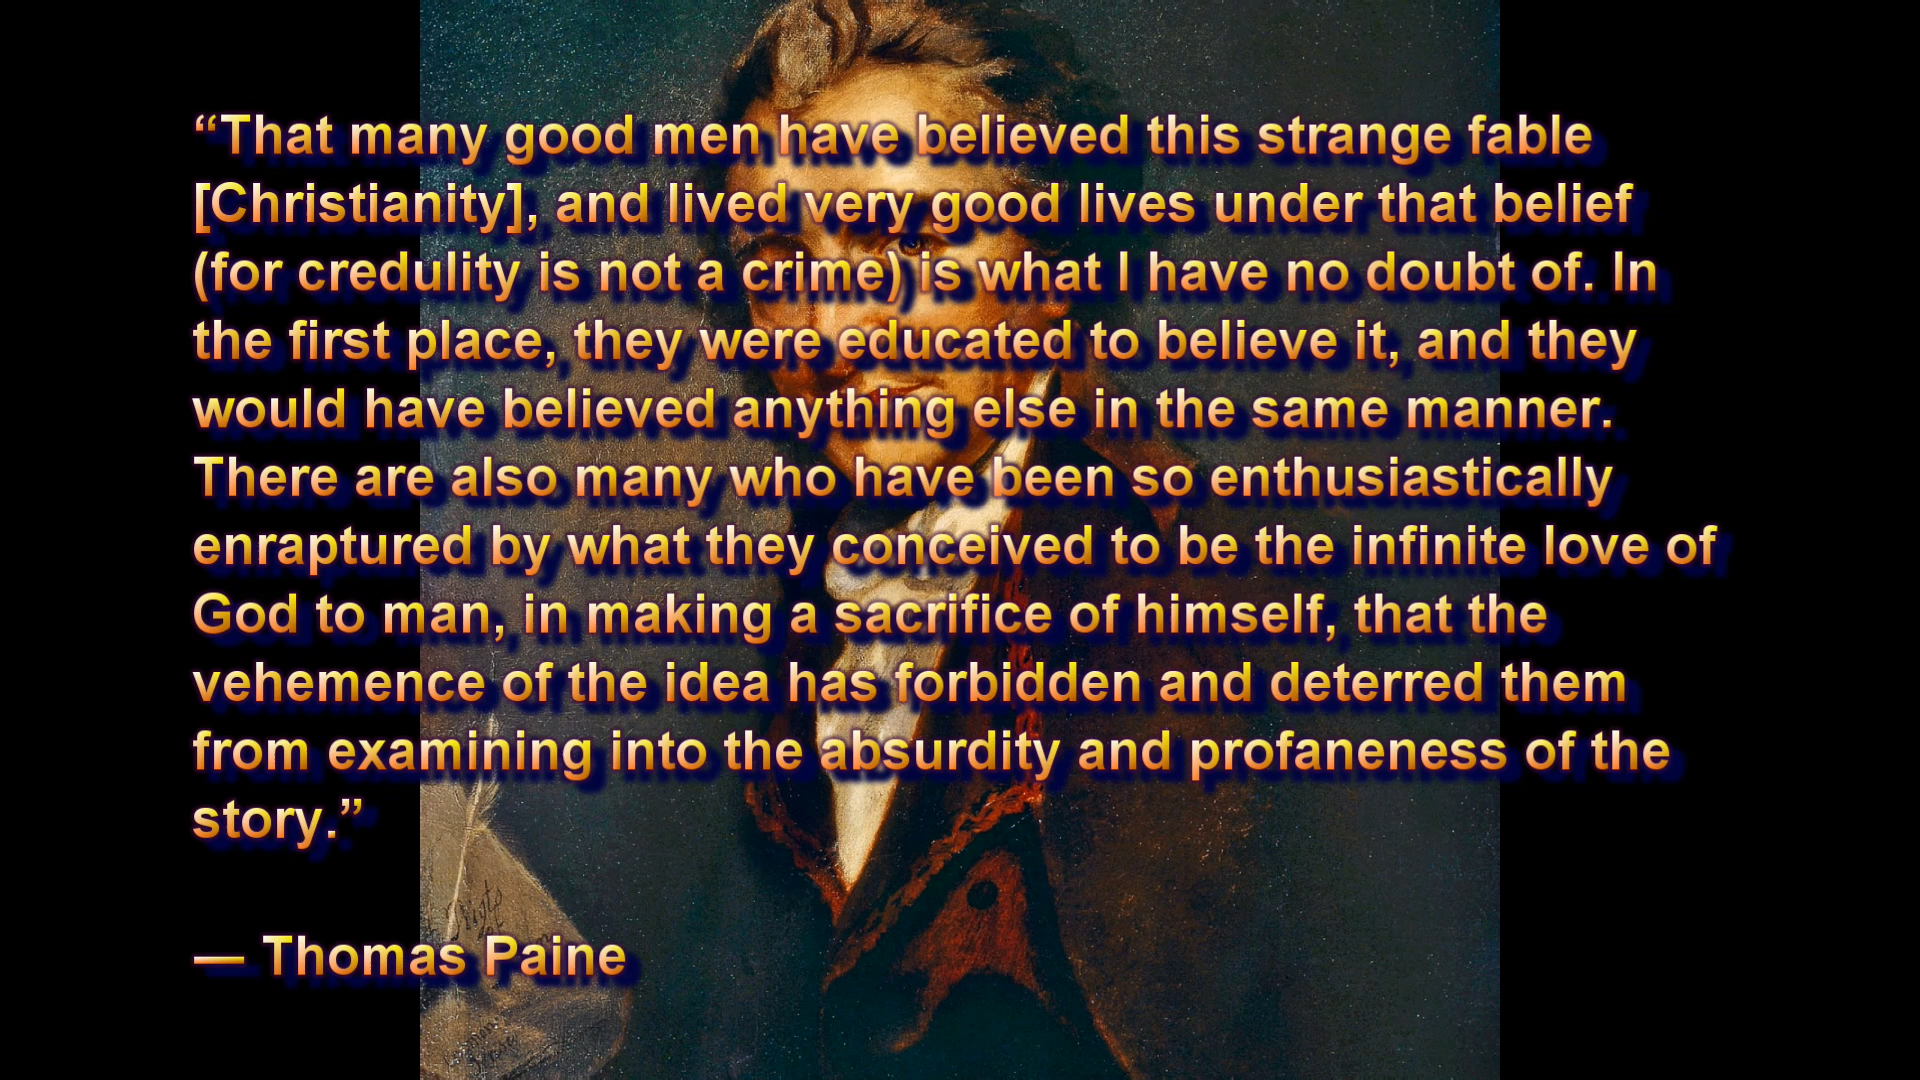 “That many good men have believed this strange fable
[Christianity], and lived very good lives under that belief
(for credulity is not a crime) is what I have no doubt of. In
the first place, they were educated to believe it, and they
would have believed anything else in the same manner.
There are also many who have been so enthusiastically
enraptured by what they conceived to be the infinite love of
God to man, in making a sacrifice of himself, that the
vehemence of the idea has forbidden and deterred them
from examining into the absurdity and profaneness of the
story.”
— Thomas Paine